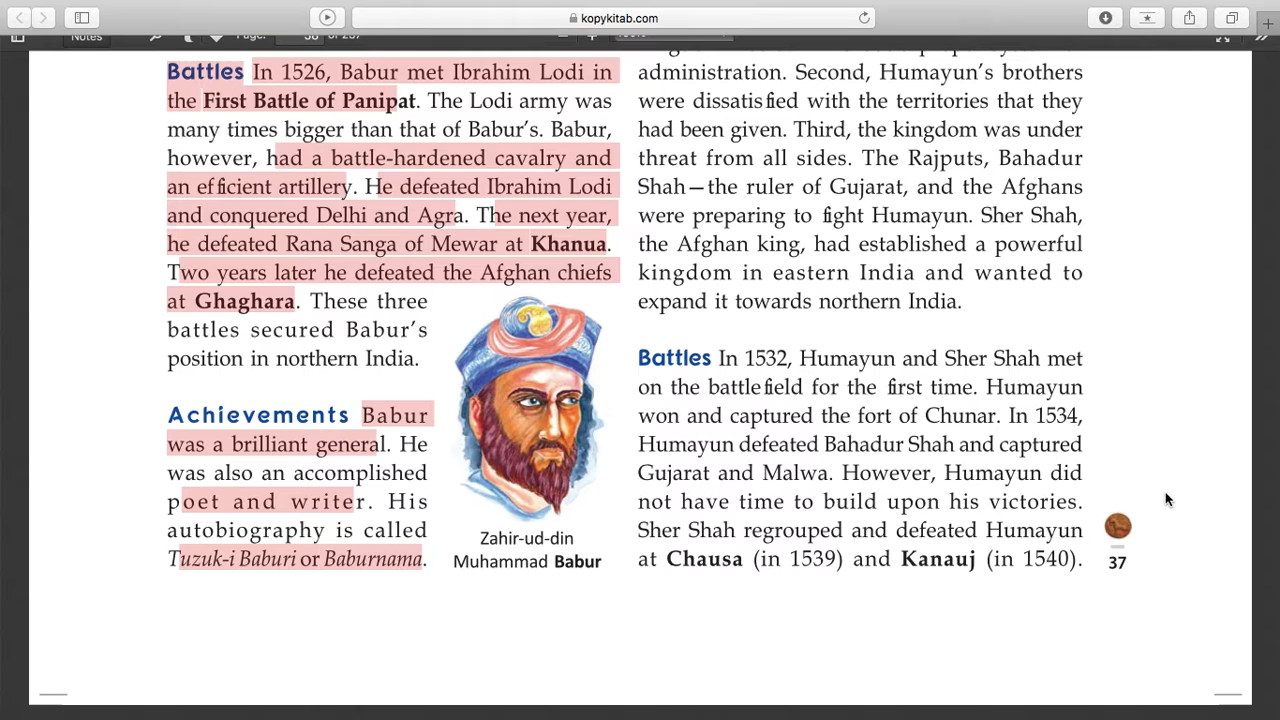 kopykitab.com
Notes
Page:
38 of 237
Battles In 1526, Babur met Ibrahim Lodi in
the First Battle of Panipat. The Lodi army was
many times bigger than that of Babur's. Babur,
however, had a battle-hardened cavalry and
an efficient artillery. He defeated Ibrahim Lodi
and conquered Delhi and Agra. The next year,
he defeated Rana Sanga of Mewar at Khanua.
Two years later he defeated the Afghan chiefs
at Ghaghara. These three
battles secured Babur's
position in northern India.
Achievements Babur
was a brilliant general. He
was also an accomplished
poet and writer. His
autobiography is called
Tuzuk-i Baburi or Baburnama.
Zahir-ud-din
Muhammad Babur
administration. Second, Humayun's brothers
were dissatisfied with the territories that they
had been given. Third, the kingdom was under
threat from all sides. The Rajputs, Bahadur
Shah—the ruler of Gujarat, and the Afghans
were preparing to fight Humayun. Sher Shah,
the Afghan king, had established a powerful
kingdom in eastern India and wanted to
expand it towards northern India.
Battles In 1532, Humayun and Sher Shah met
on the battlefield for the first time. Humayun
won and captured the fort of Chunar. In 1534,
Humayun defeated Bahadur Shah and captured
Gujarat and Malwa. However, Humayun did
not have time to build upon his victories.
Sher Shah regrouped and defeated Humayun
at Chausa (in 1539) and Kanauj (in 1540).
37